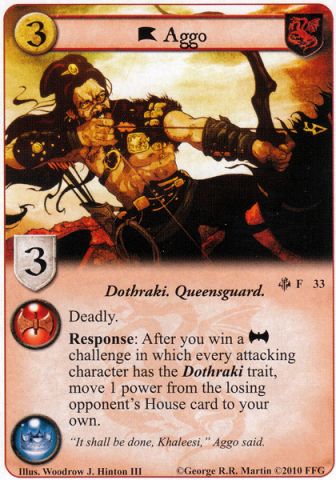 3
Aggo
3
Dothraki. Queensguard.
F 33
Deadly.
Response: After you win a
challenge in which every attacking
character has the Dothraki trait,
move 1 power from the losing
opponent's House card to your
own.
"It shall be done, Khaleesi," Aggo said.
Illus. Woodrow J. Hinton III
©George R.R. Martin ©2010 FFG